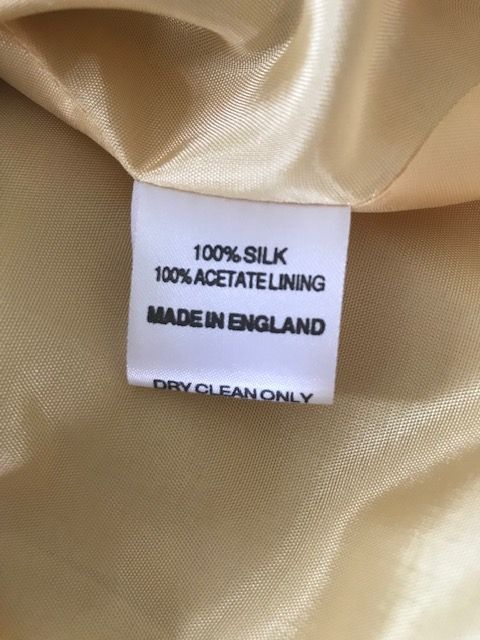 100% SILK
100% ACETATE LINING
MADE IN ENGLAND
DRY CLEAN ONLY